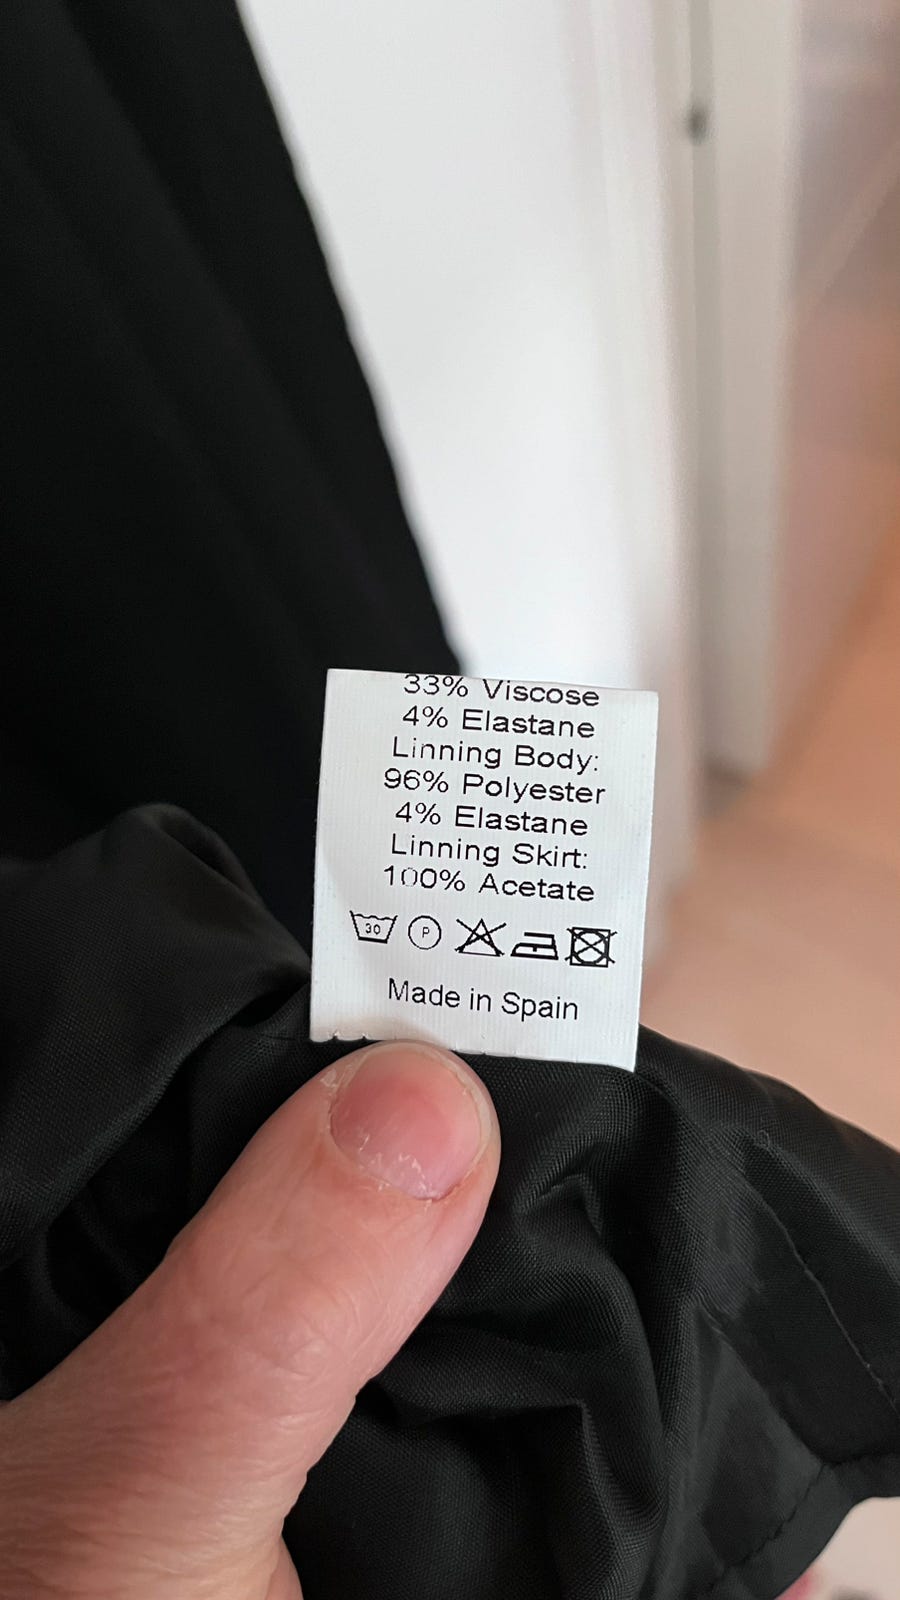 33% Viscose
4% Elastane
Linning Body:
96% Polyester
4% Elastane
Linning Skirt:
100% Acetate
30 P
Made in Spain